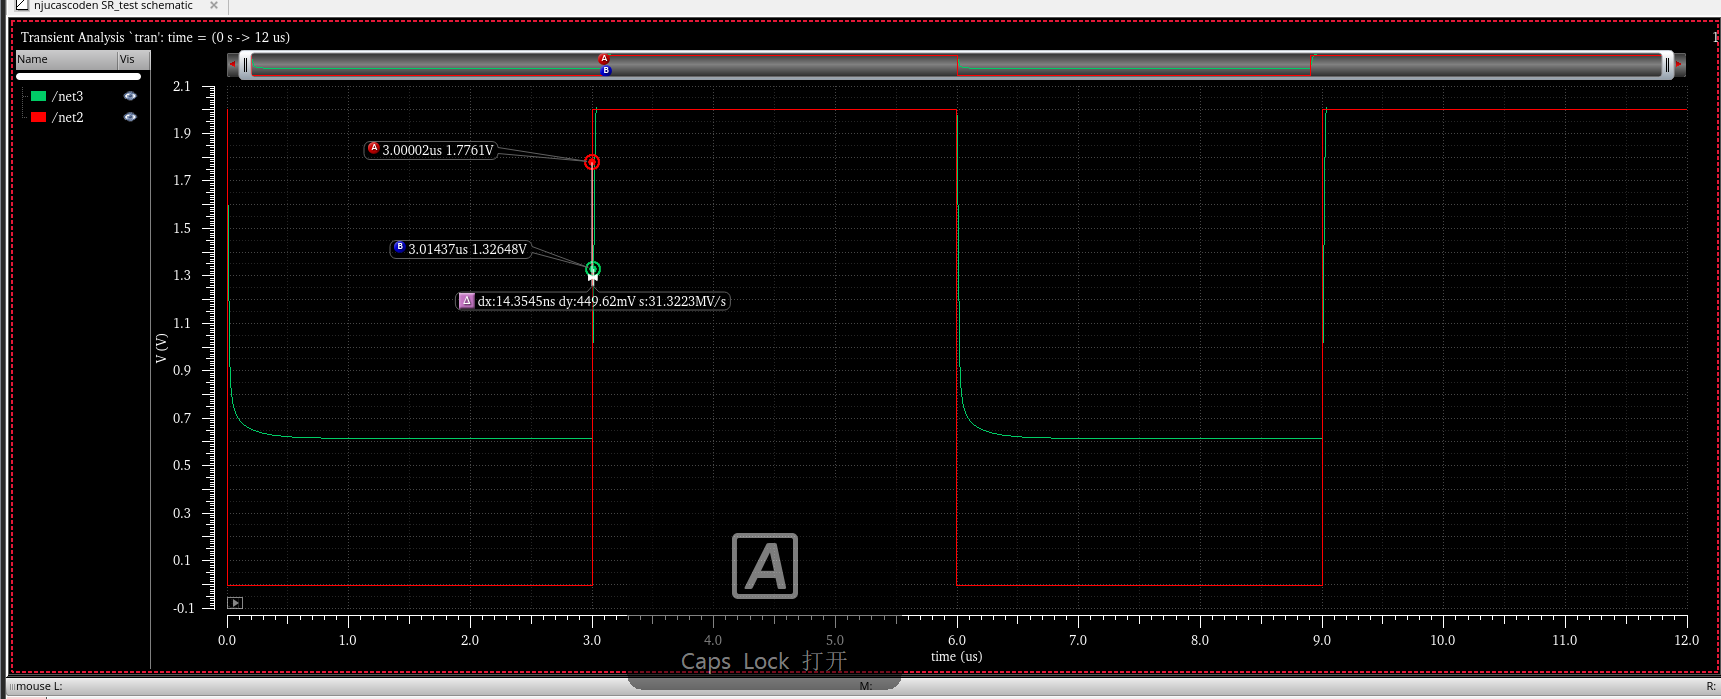 njucascoden SR_test schematic ×
Transient Analysis `tran': time = (0 s -> 12 us)
1
Name Vis
/net3
/net2
A
B
2.1
1.9
1.7
1.5
1.3
1.1
0.9
0.7
0.5
0.3
0.1
-0.1
V (V)
A 3.00002us 1.7761V
B 3.01437us 1.32648V
Δ dx:14.3545ns dy:449.62mV s:31.3223MV/s
A
0.0 1.0 2.0 3.0 4.0 5.0 6.0 7.0 8.0 9.0 10.0 11.0 12.0
time (us)
Caps Lock 打开
mouse L: M: R: